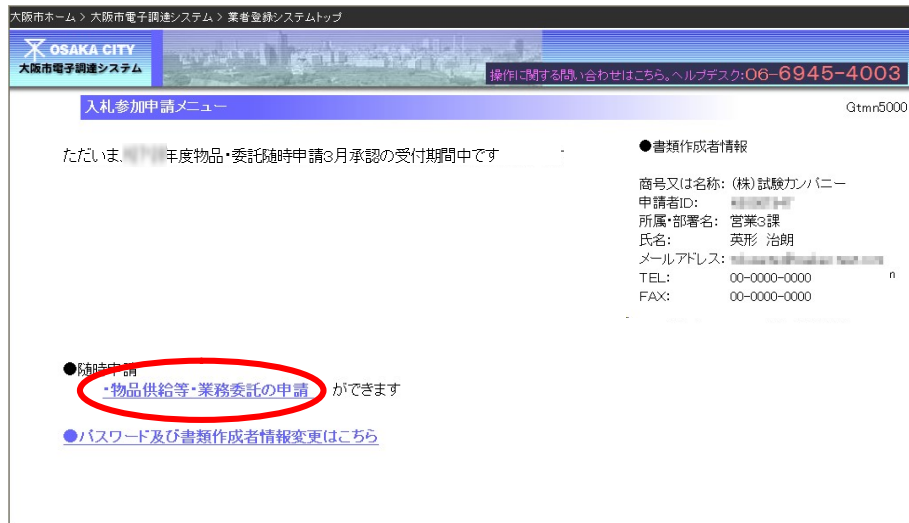 大阪市ホーム > 大阪市電子調達システム > 業者登録システムトップ
OSAKA CITY
大阪市電子調達システム
操作に関する問い合わせはこちら。ヘルプデスク:06-6945-4003
入札参加申請メニュー
Gtmn5000
ただいま、年度物品・委託随時申請3月承認の受付期間中です
●書類作成者情報
商号又は名称: (株)試験カンパニー
申請者ID:
所属・部署名: 営業3課
氏名: 英形 治朗
メールアドレス:
TEL: 00-0000-0000
n
FAX: 00-0000-0000
●随時申請
・物品供給等・業務委託の申請 ができます
●パスワード及び書類作成者情報変更はこちら